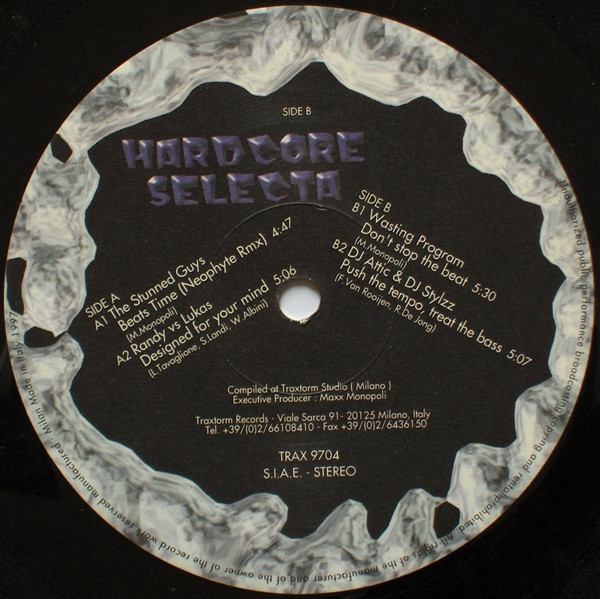 SIDE B
HARDCORE
SELECTA
SIDE A
A1 The Stunned Guys
Beats Time (Neophyte Rmx) 4:47
(M.Monopoli)
A2 Randy vs Lukas
Designed for your mind 5:06
(L.Tavaglione, S.Landi. W.Albini)
SIDE B
B1 Wasting Program
Don't stop the beat 5:30
(M.Monopoli)
B2 DJ Attic & DJ Stylzz
Push the tempo, treat the bass 5:07
(F.Van Rooijen, R.De Jong)
Compiled at Traxtorm Studio ( Milano )
Executive Producer : Maxx Monopoli
Traxtorm Records - Viale Sarca 91- 20125 Milano, Italy
Tel. +39/(0)2/66108410 - Fax +39/(0)2/6436150
TRAX 9704
S.I.A.E. - STEREO
Unauthorized public performance broadcasting copying and rental prohibited. All rights of the manufacturer and of the owner of the record work reserved manufactured Milan Made in Italy 1997